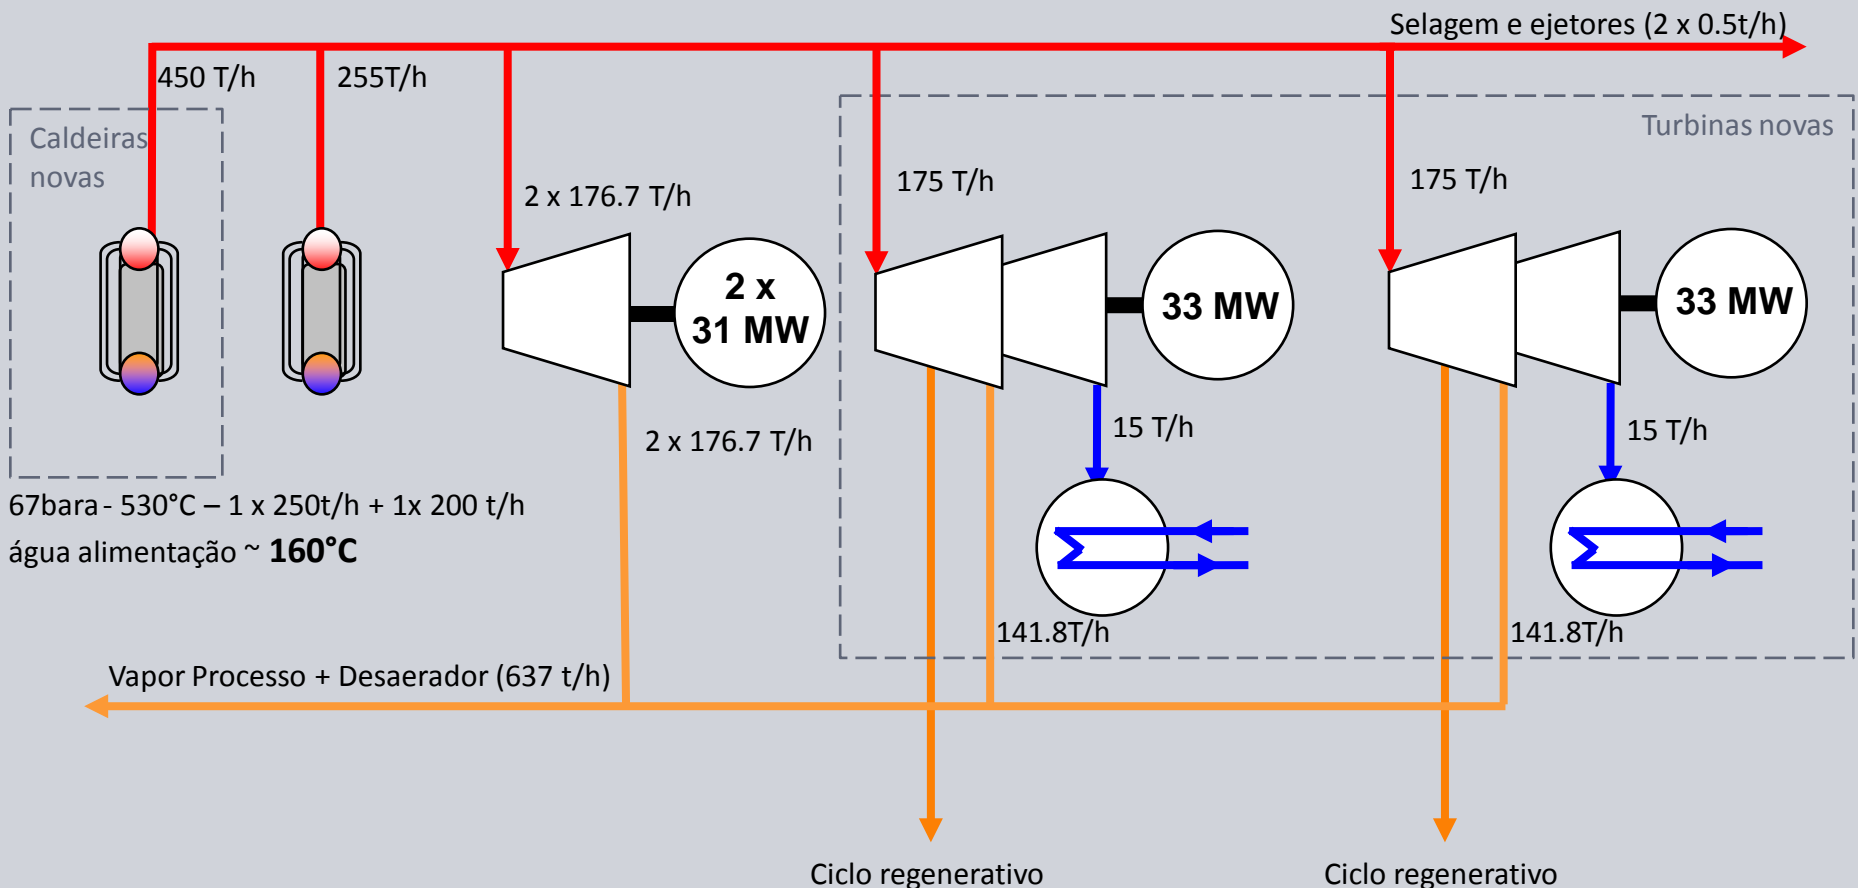 Selagem e ejetores (2 x 0.5t/h)
450 T/h
255T/h
Caldeiras
novas
Turbinas novas
2 x 176.7 T/h
175 T/h
175 T/h
2 x
31 MW
33 MW
33 MW
2 x 176.7 T/h
15 T/h
15 T/h
67bara - 530°C – 1 x 250t/h + 1x 200 t/h
água alimentação ~ 160°C
141.8T/h
141.8T/h
Vapor Processo + Desaerador (637 t/h)
Ciclo regenerativo
Ciclo regenerativo